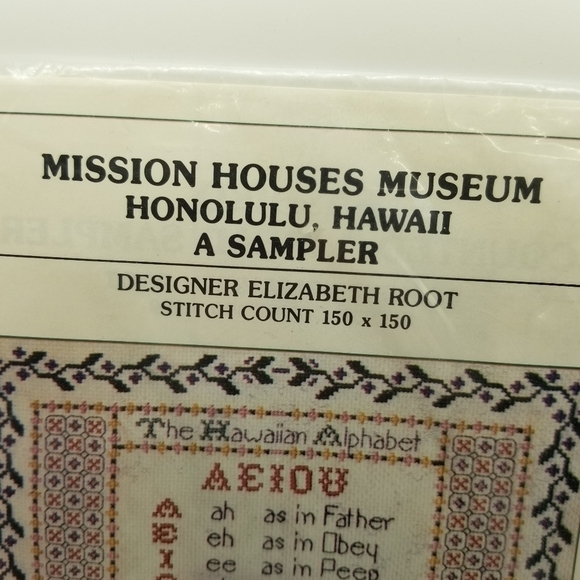 MISSION HOUSES MUSEUM
HONOLULU, HAWAII
A SAMPLER
DESIGNER ELIZABETH ROOT
STITCH COUNT 150 x 150
The Hawaiian Alphabet
AEIOU
A ah as in Father
E eh as in Obey
I ee as in Peep